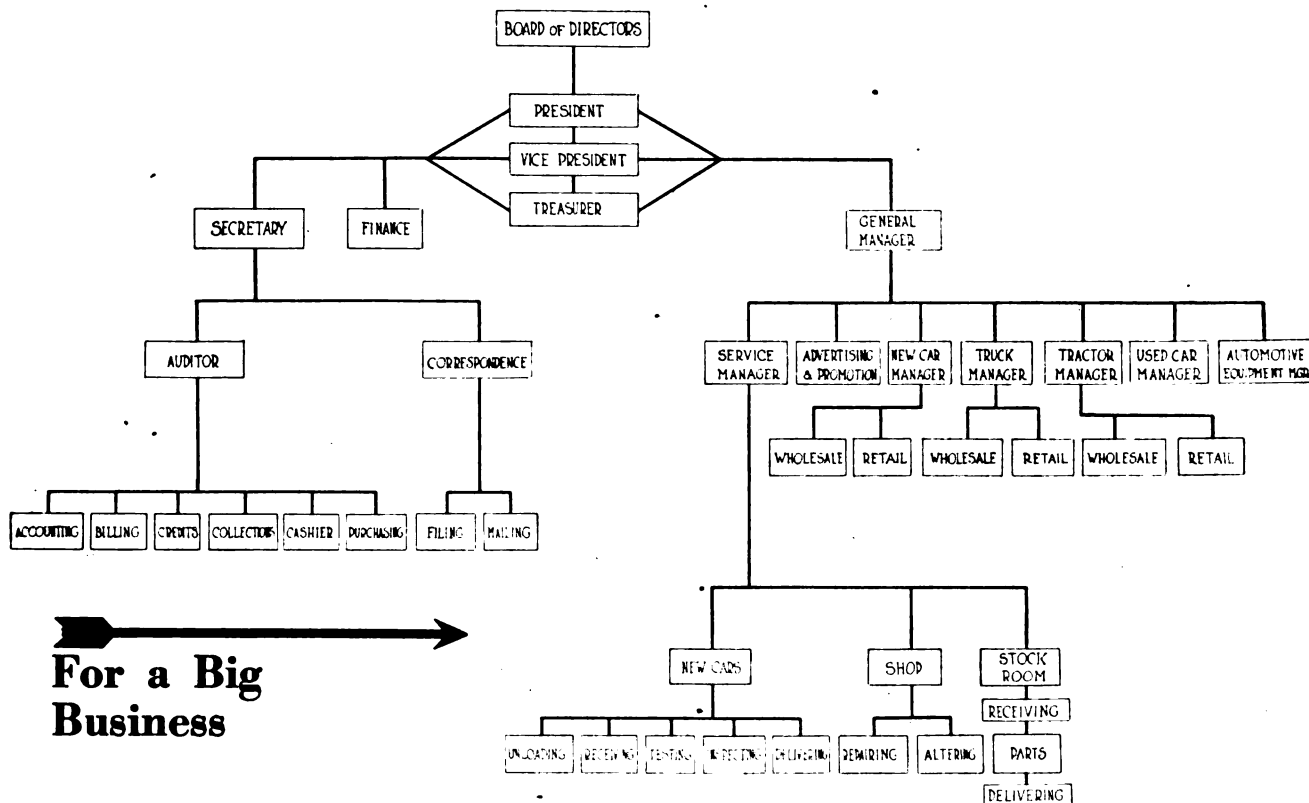 BOARD OF DIRECTORS
PRESIDENT
VICE PRESIDENT
TREASURER
SECRETARY
FINANCE
GENERAL
MANAGER
AUDITOR
CORRESPONDENCE
SERVICE
MANAGER
ADVERTISING
& PROMOTION
NEW CAR
MANAGER
TRUCK
MANAGER
TRACTOR
MANAGER
USED CAR
MANAGER
AUTOMOTIVE
EQUIPMENT MGR
WHOLESALE
RETAIL
WHOLESALE
RETAIL
WHOLESALE
RETAIL
ACCOUNTING
BILLING
CREDITS
COLLECTIONS
CASHIER
PURCHASING
FILING
MAILING
For a Big
Business
NEW CARS
SHOP
STOCK
ROOM
RECEIVING
UNLOADING
RECEIVING
TESTING
INSPECTING
DELIVERING
REPAIRING
ALTERING
PARTS
DELIVERING